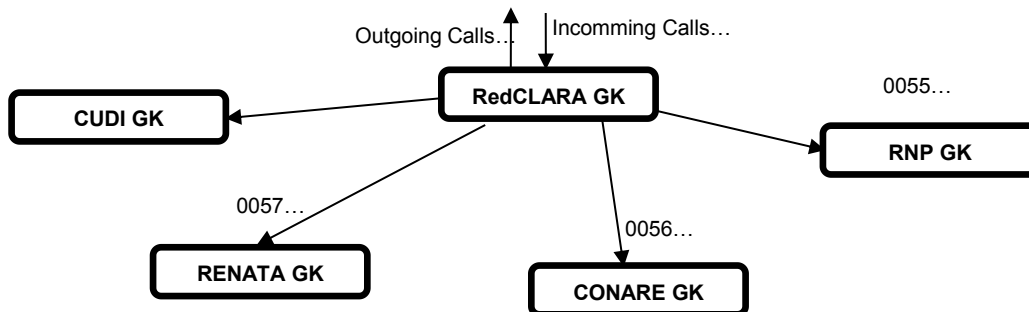 Outgoing Calls…
Incomming Calls…
RedCLARA GK
0055…
CUDI GK
RNP GK
0057…
0056…
RENATA GK
CONARE GK